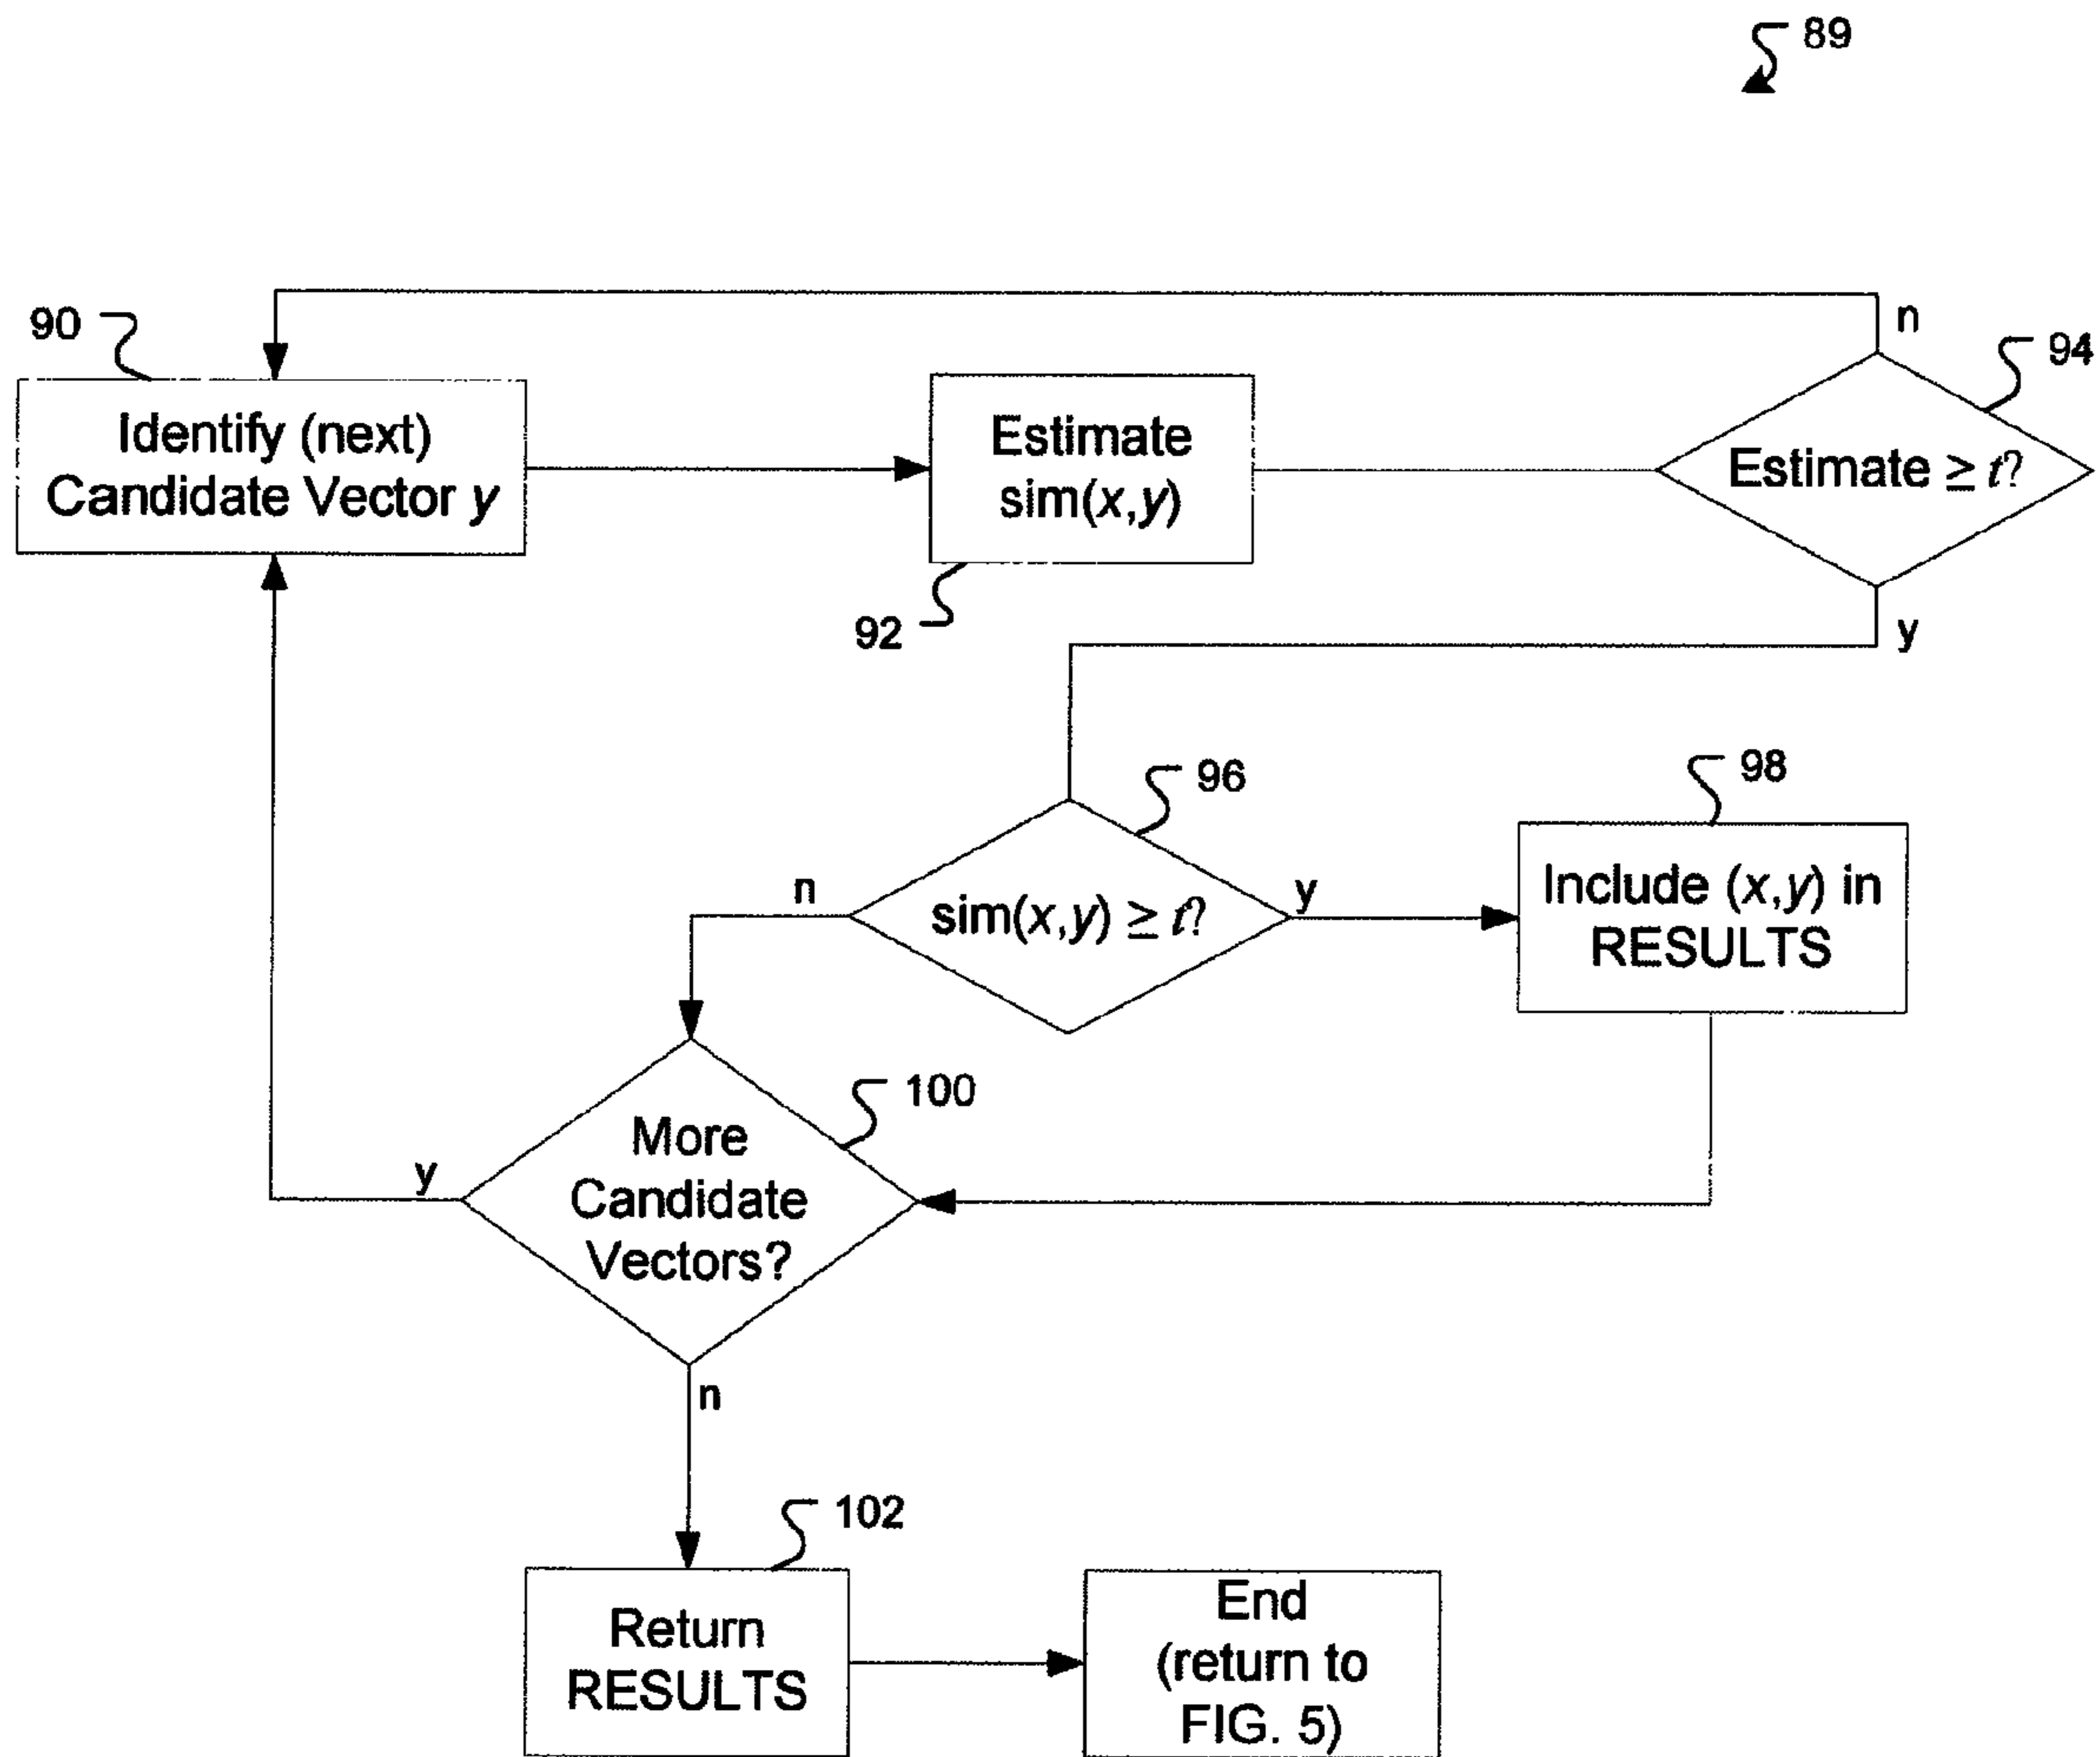 89
n
90
94
Identify (next)
Candidate Vector y
Estimate
sim(x,y)
Estimate ≥ t?
92
y
96
98
n
sim(x,y) ≥ t?
y
Include (x,y) in
RESULTS
100
More
Candidate
Vectors?
y
n
102
Return
RESULTS
End
(return to
FIG. 5)